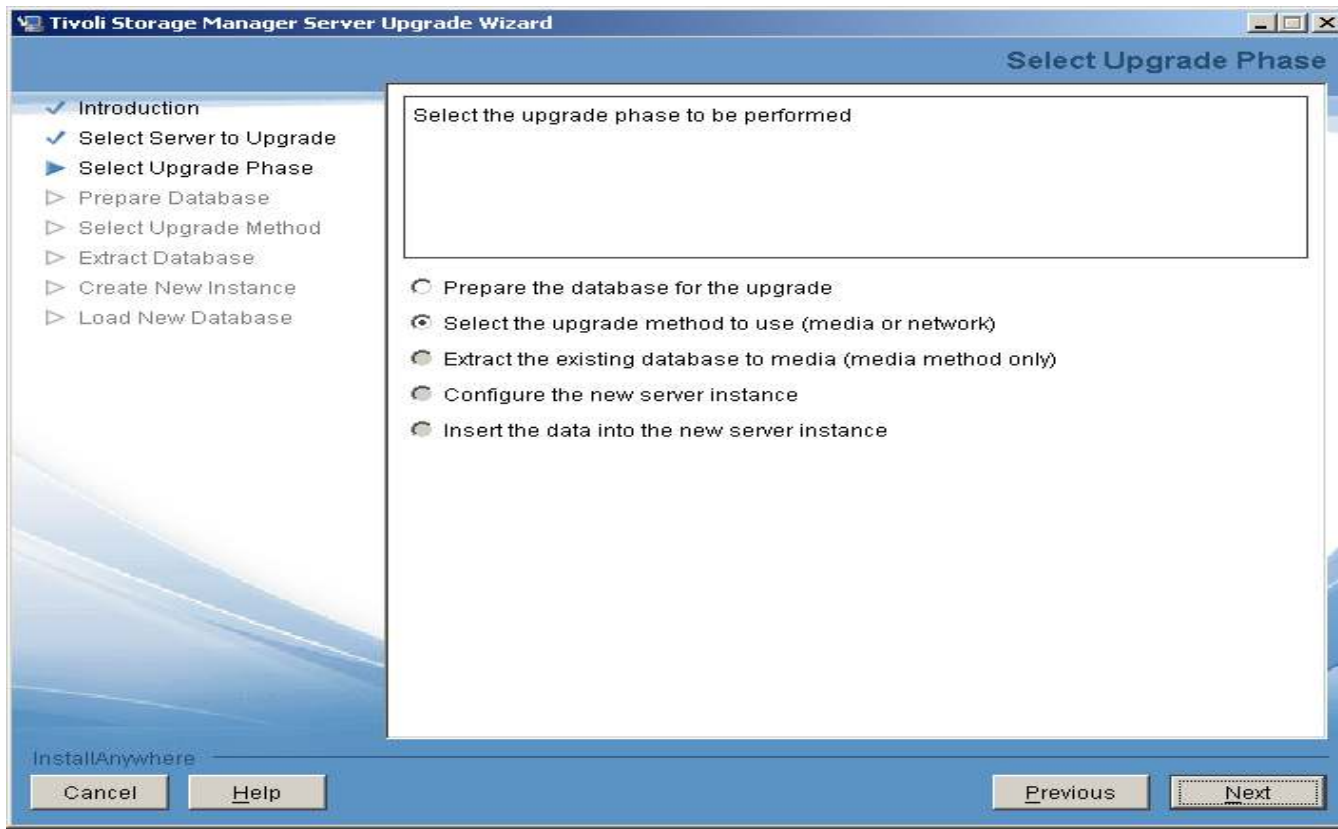 Tivoli Storage Manager Server Upgrade Wizard
Select Upgrade Phase
Introduction
Select Server to Upgrade
Select Upgrade Phase
Prepare Database
Select Upgrade Method
Extract Database
Create New Instance
Load New Database
Select the upgrade phase to be performed
Prepare the database for the upgrade
Select the upgrade method to use (media or network)
Extract the existing database to media (media method only)
Configure the new server instance
Insert the data into the new server instance
InstallAnywhere
Cancel
Help
Previous
Next